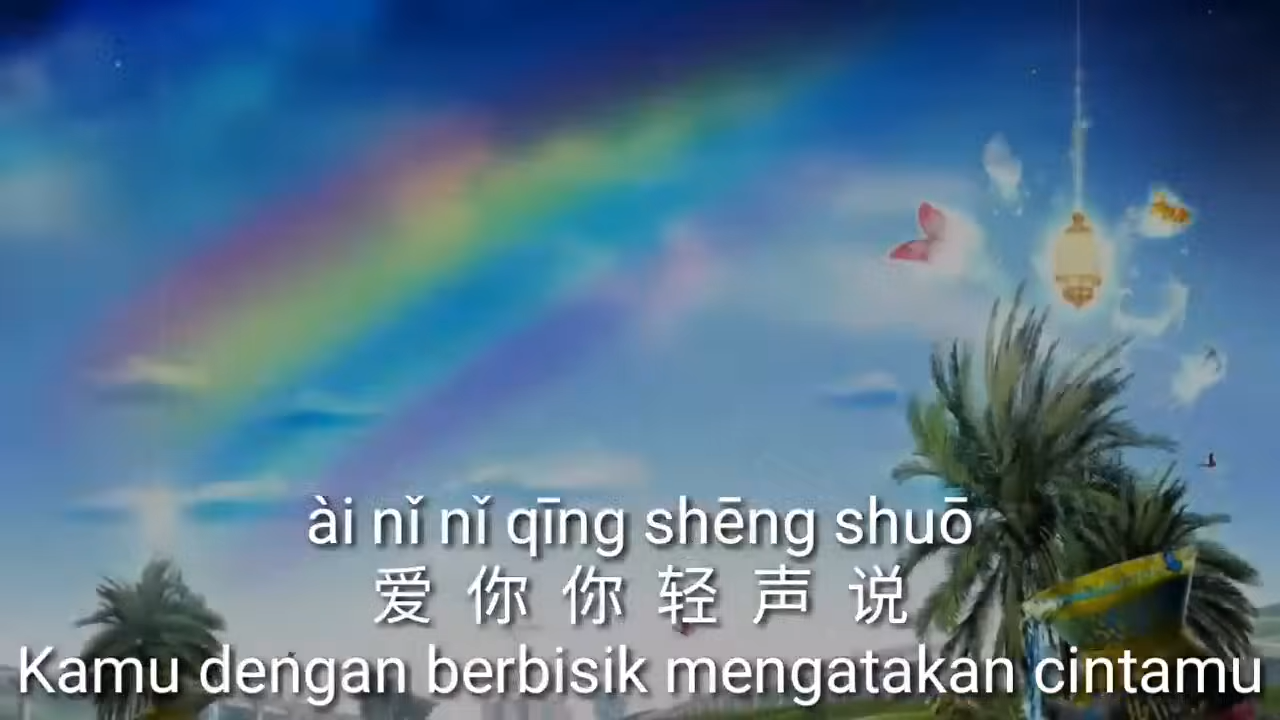 ài nǐ nǐ qīng shēng shuō
爱 你 你 轻 声 说
Kamu dengan berbisik mengatakan cintamu